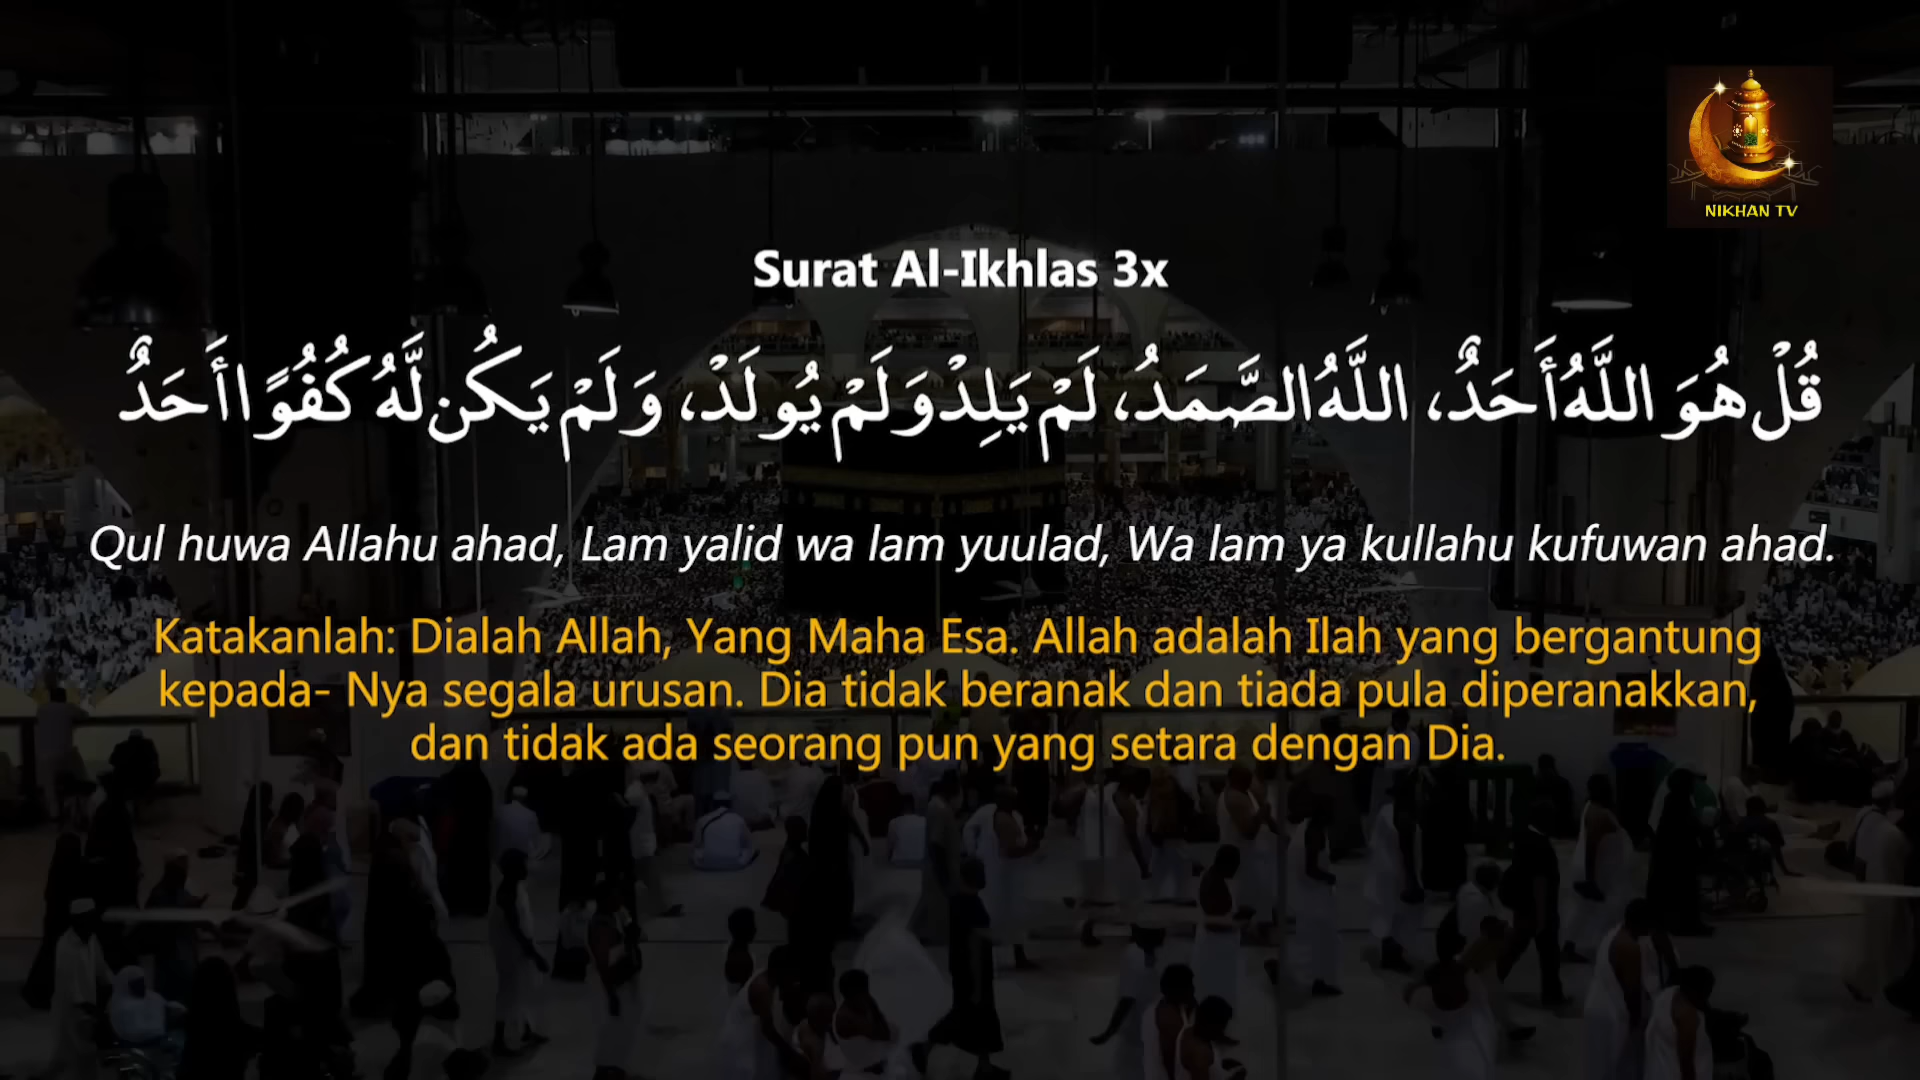 NIKHAN TV
Surat Al-Ikhlas 3x
قُلْ هُوَ اللَّهُ أَحَدٌ، اللَّهُ الصَّمَدُ، لَمْ يَلِدْ وَلَمْ يُولَدْ، وَلَمْ يَكُن لَّهُ كُفُوًا أَحَدٌ
Qul huwa Allahu ahad, Lam yalid wa lam yuulad, Wa lam ya kullahu kufuwan ahad.
Katakanlah: Dialah Allah, Yang Maha Esa. Allah adalah Ilah yang bergantung
kepada- Nya segala urusan. Dia tidak beranak dan tiada pula diperanakkan,
dan tidak ada seorang pun yang setara dengan Dia.